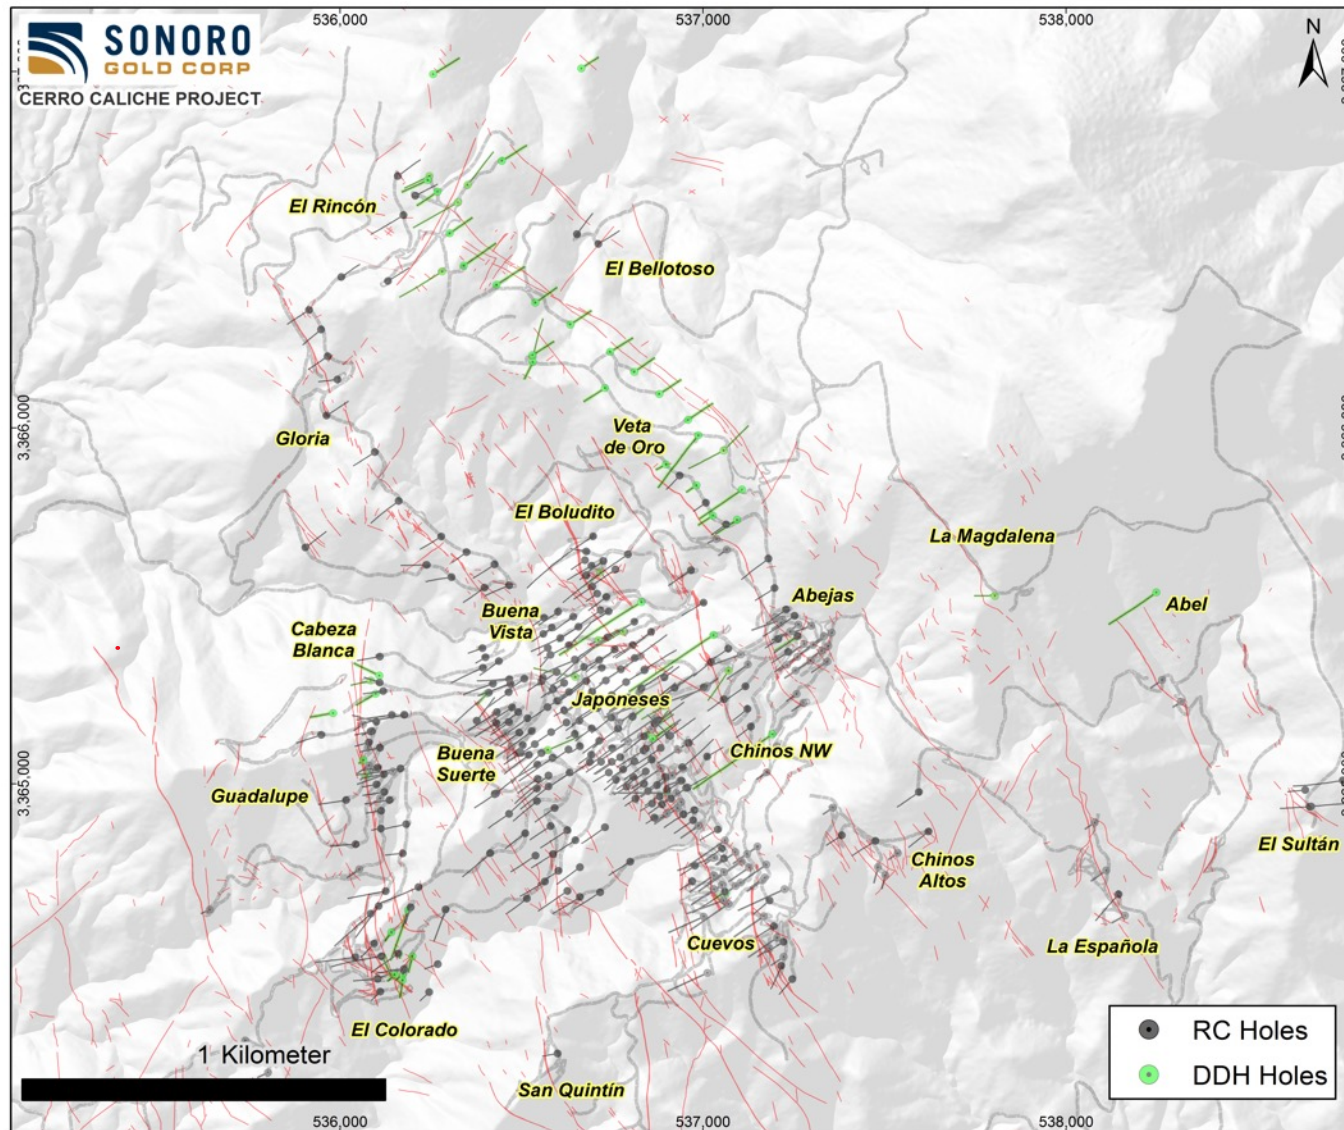 536,000
537,000
538,000
SONORO
GOLD CORP
CERRO CALICHE PROJECT
N
El Rincón
El Bellotoso
3,366,000
Gloria
Veta
de Oro
El Boludito
La Magdalena
Abejas
Abel
Buena
Vista
Cabeza
Blanca
Japoneses
Chinos NW
Buena
Suerte
3,365,000
Guadalupe
El Sultán
Chinos
Altos
Cuevos
La Española
El Colorado
RC Holes
DDH Holes
1 Kilometer
San Quintín
536,000
537,000
538,000